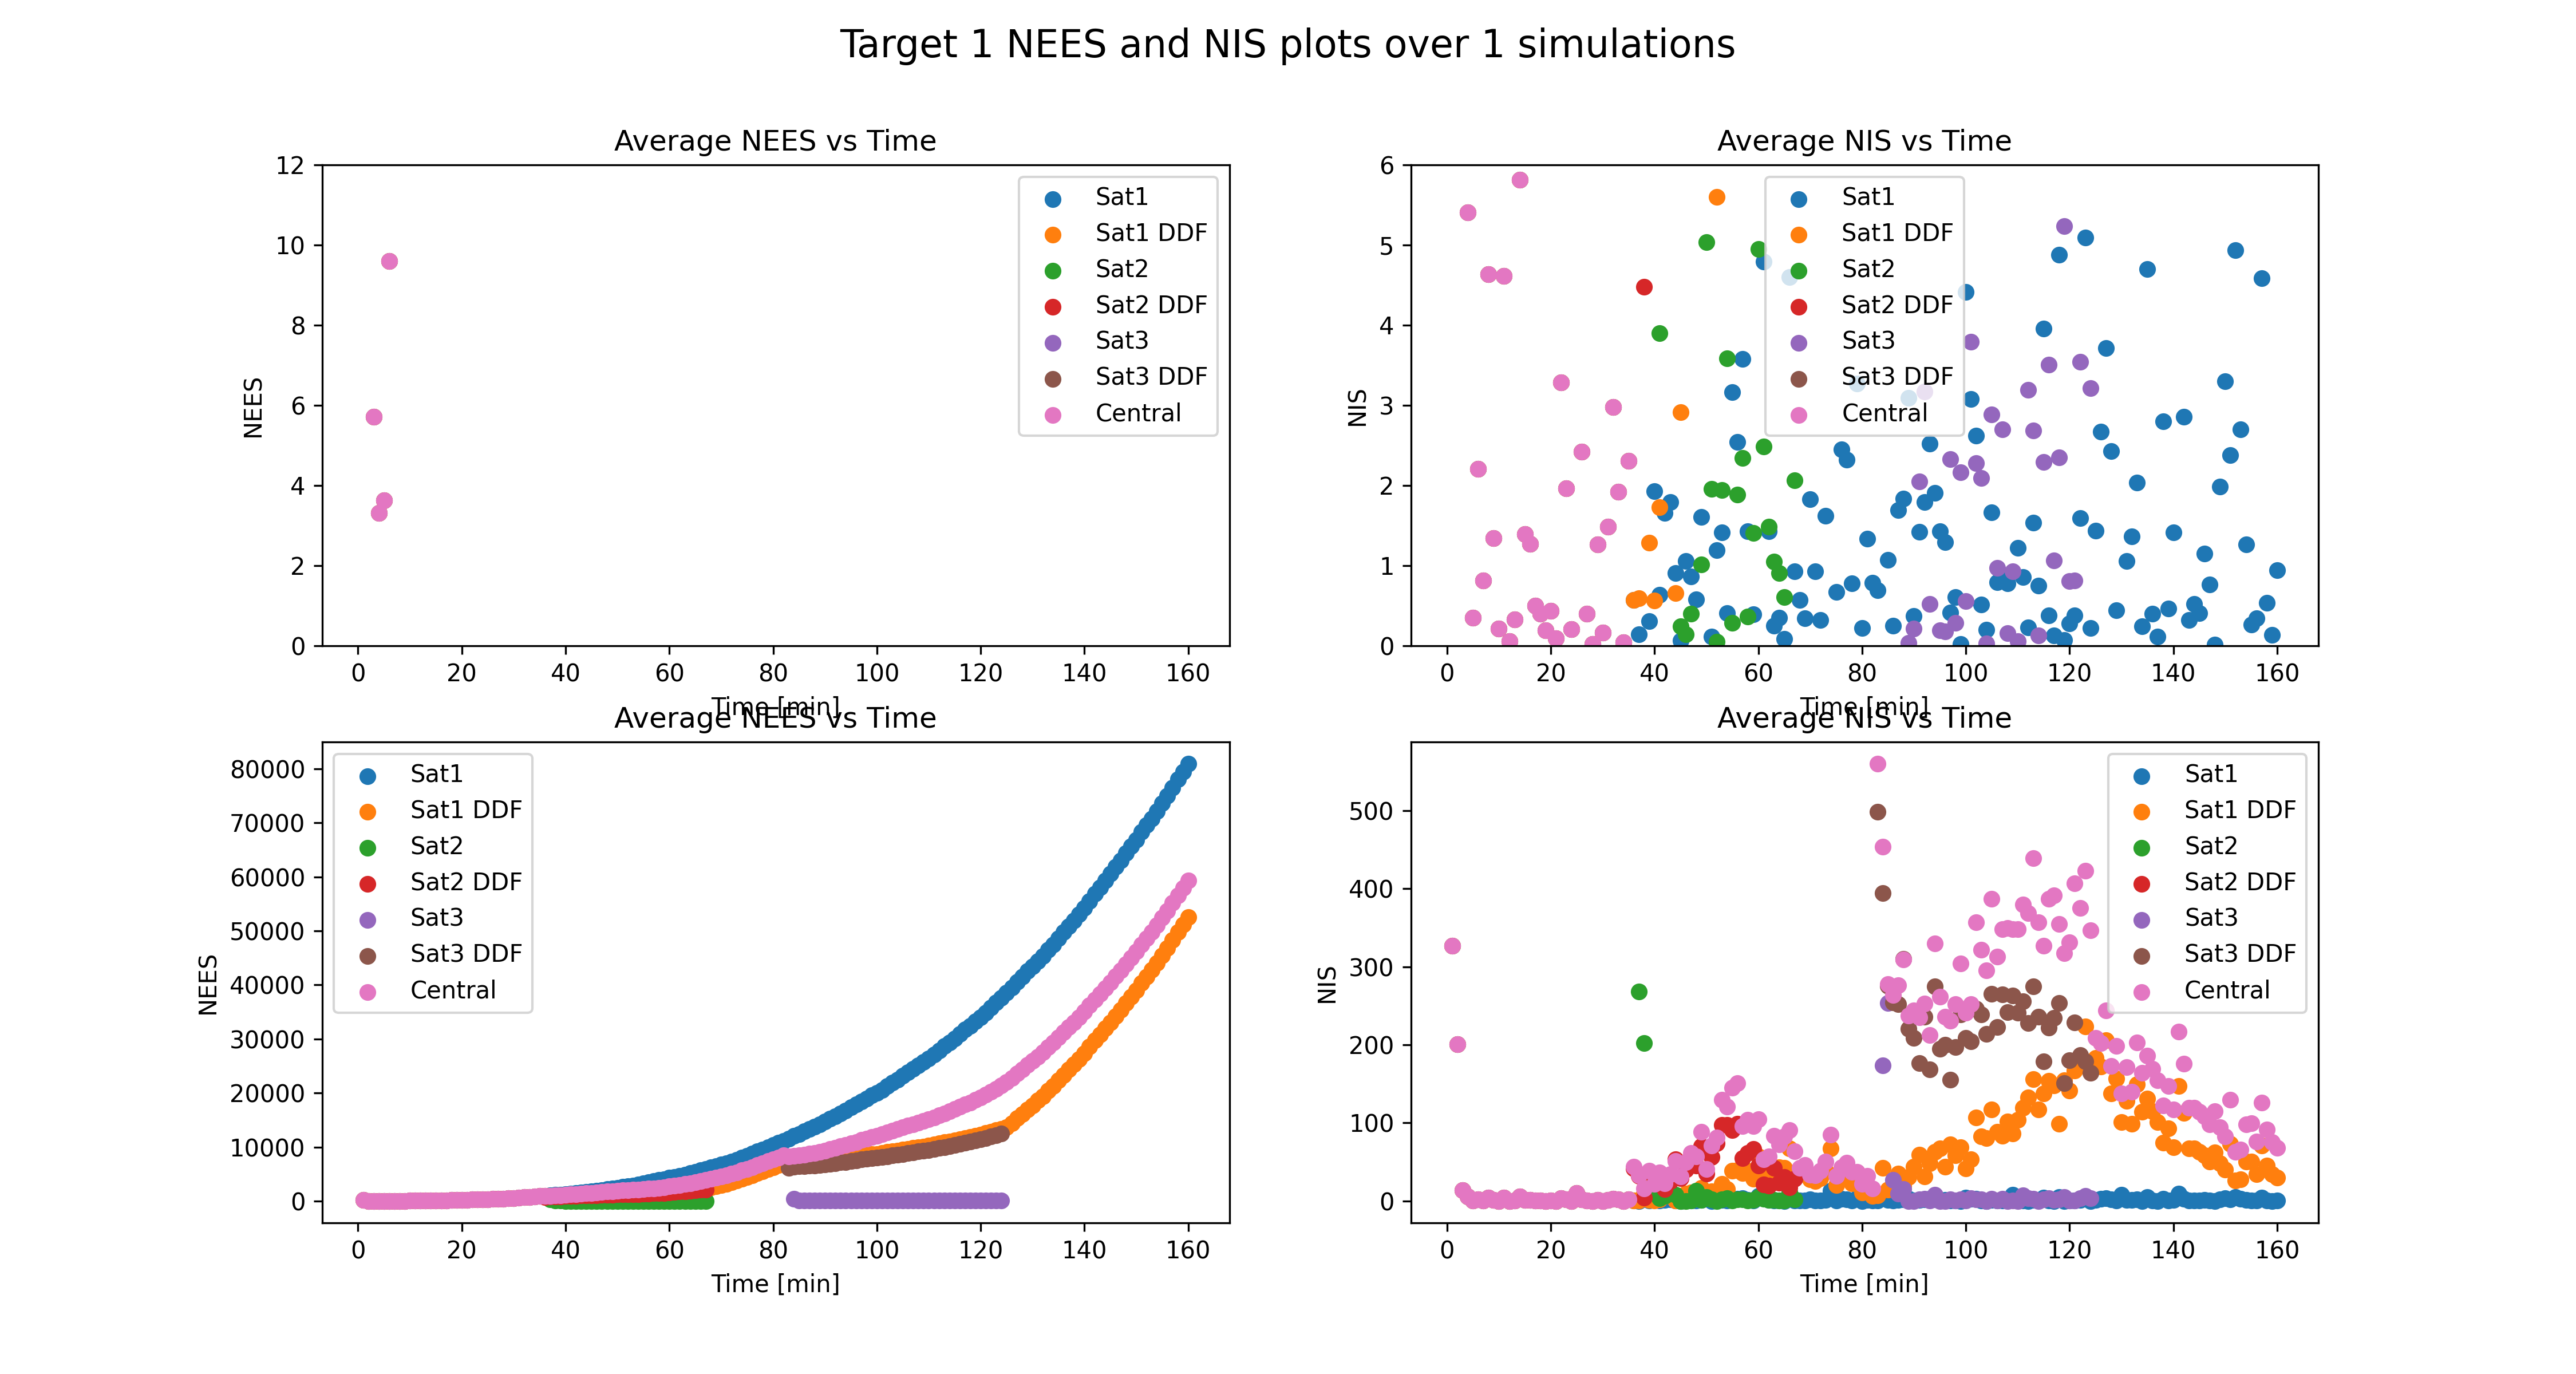 Target 1 NEES and NIS plots over 1 simulations
Average NEES vs Time
12
10
8
6
4
2
0
NEES
0 20 40 60 80 100 120 140 160
Time [min]
Sat1
Sat1 DDF
Sat2
Sat2 DDF
Sat3
Sat3 DDF
Central
Average NIS vs Time
6
5
4
3
2
1
0
NIS
0 20 40 60 80 100 120 140 160
Time [min]
Sat1
Sat1 DDF
Sat2
Sat2 DDF
Sat3
Sat3 DDF
Central
Average NEES vs Time
80000
70000
60000
50000
40000
30000
20000
10000
0
NEES
0 20 40 60 80 100 120 140 160
Time [min]
Sat1
Sat1 DDF
Sat2
Sat2 DDF
Sat3
Sat3 DDF
Central
Average NIS vs Time
500
400
300
200
100
0
NIS
0 20 40 60 80 100 120 140 160
Time [min]
Sat1
Sat1 DDF
Sat2
Sat2 DDF
Sat3
Sat3 DDF
Central